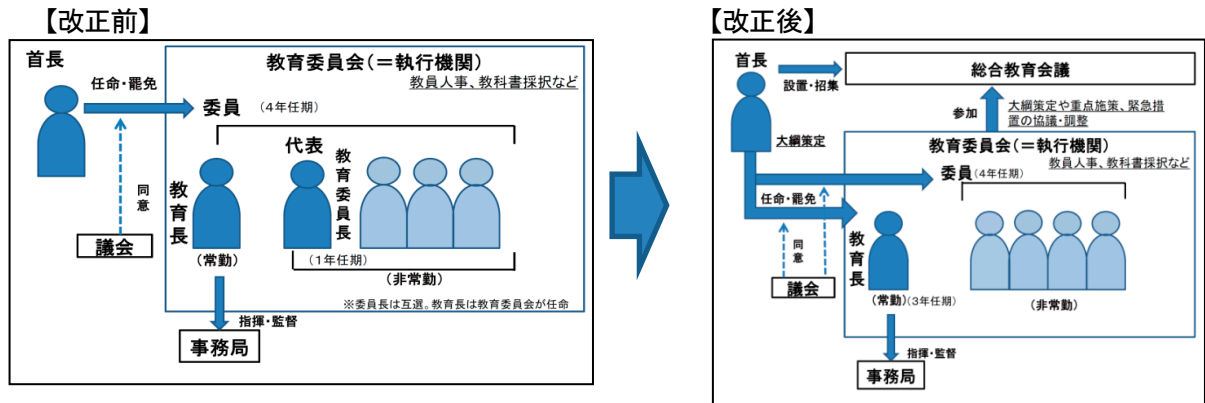 【改正前】
首長
任命・罷免
教育委員会(=執行機関)
教員人事、教科書採択など
委員 (4年任期)
代表
教育委員長
教育長
同意
議会
(常勤)
(1年任期)
(非常勤)
※委員長は互選。教育長は教育委員会が任命
指揮・監督
事務局
【改正後】
首長
設置・招集
総合教育会議
参加
大綱策定や重点施策、緊急措
置の協議・調整
大綱策定
教育委員会(=執行機関)
教員人事、教科書採択など
委員(4年任期)
任命・罷免
同意
議会
教育長
(常勤)(3年任期)
(非常勤)
指揮・監督
事務局